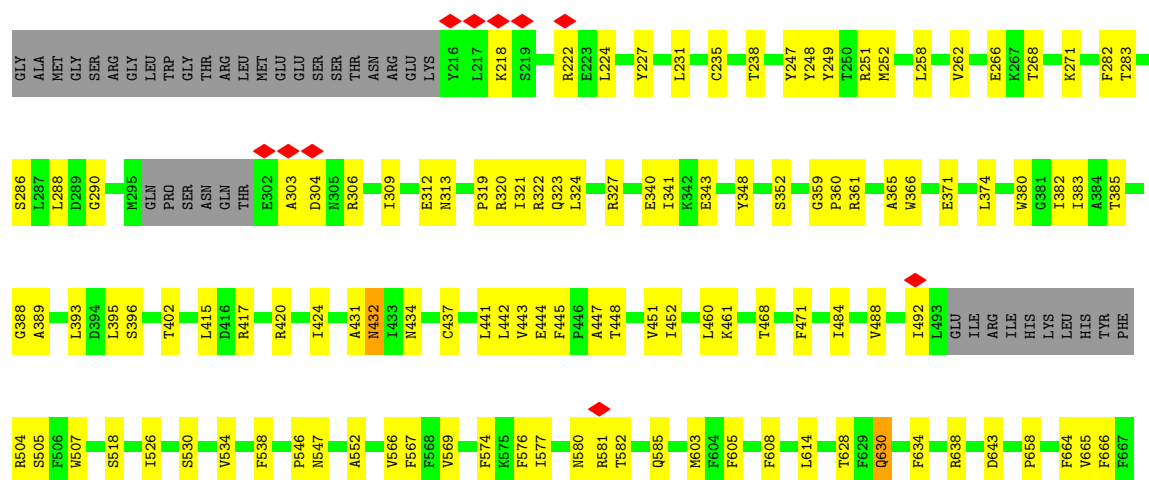 GLY ALA MET GLY SER ARG GLY LEU TRP GLY THR ARG LEU MET GLU GLU SER SER THR ASN ARG GLU LYS Y216 L217 K218 S219 R222 E223 L224 Y227 L231 C235 T238 Y247 Y248 Y249 T250 R251 M252 L258 V262 E266 K267 T268 K271 F282 T283
S286 L287 L288 D289 G290 M295 GLN PRO SER ASN GLN THR E302 A303 D304 N305 R306 I309 E312 N313 P319 R320 I321 R322 Q323 L324 R327 E340 I341 K342 E343 Y348 S352 G359 P360 R361 A365 W366 E371 L374 W380 G381 I382 I383 A384 T385
G388 A389 L393 D394 L395 S396 T402 L415 D416 R417 R420 I424 A431 N432 I433 N434 C437 L441 L442 V443 E444 F445 P446 A447 T448 V451 I452 L460 K461 T468 F471 I484 V488 I492 L493 GLU ILE ARG ILE HIS LYS LEU HIS TYR PHE
R504 S505 F506 W507 S518 I526 S530 V534 F538 P546 N547 A552 V566 F567 F568 V569 F574 K575 F576 I577 N580 R581 T582 Q585 M603 F604 F605 F608 L614 T628 F629 Q630 F634 R638 D643 P658 F664 V665 F666 F667